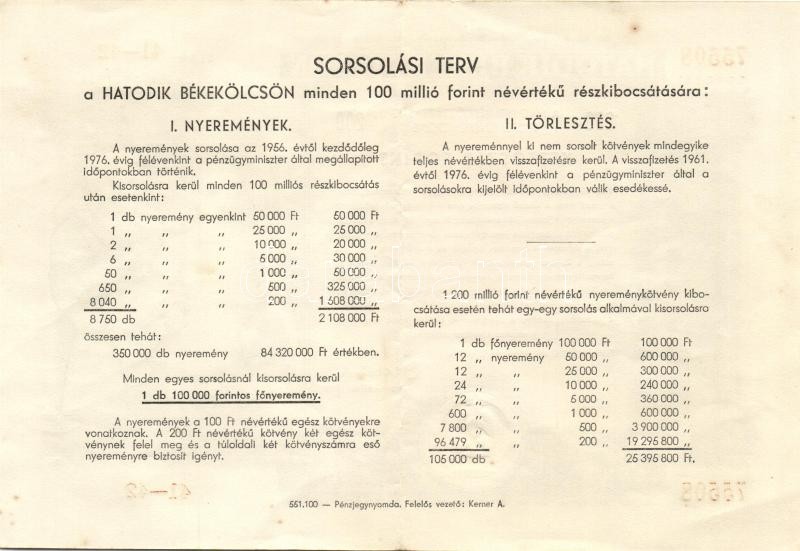 SORSOLÁSI TERV
a HATODIK BÉKEKÖLCSÖN minden 100 millió forint névértékű részkibocsátására:
I. NYEREMÉNYEK.
A nyeremények sorsolása az 1956. évtől kezdődőleg
1976. évig félévenkint a pénzügyminiszter által megállapított
időpontokban történik.
Kisorsolásra kerül minden 100 milliós részkibocsátás
után esetenkint:
1 db nyeremény egyenkint 50 000 Ft 50 000 Ft
1 „ „ „ 25 000 „ 25 000 „
2 „ „ „ 10 000 „ 20 000 „
6 „ „ „ 5 000 „ 30 000 „
50 „ „ „ 1 000 „ 50 000 „
650 „ „ „ 500 „ 325 000 „
8 040 „ „ „ 200 „ 1 608 000 „
8 750 db 2 108 000 Ft
összesen tehát:
350 000 db nyeremény 84 320 000 Ft értékben.
Minden egyes sorsolásnál kisorsolásra kerül
1 db 100 000 forintos főnyeremény.
A nyeremények a 100 Ft névértékű egész kötvényekre
vonatkoznak. A 200 Ft névértékű kötvény két egész köt-
vénynek felel meg és a túloldali két kötvényszámra eső
nyereményre biztosit igényt.
II. TÖRLESZTÉS.
A nyereménnyel ki nem sorsolt kötvények mindegyike
teljes névértékben visszafizetésre kerül. A visszafizetés 1961.
évtől 1976. évig félévenkint a pénzügyminiszter által a
sorsolásokra kijelölt időpontokban válik esedékessé.
1 200 millió forint névértékű nyereménykötvény kibo-
csátása esetén tehát egy-egy sorsolás alkalmával kisorsolásra
kerül:
1 db főnyeremény 100 000 Ft 100 000 Ft
12 „ nyeremény 50 000 „ 600 000 „
12 „ „ 25 000 „ 300 000 „
24 „ „ 10 000 „ 240 000 „
72 „ „ 5 000 „ 360 000 „
600 „ „ 1 000 „ 600 000 „
7 800 „ „ 500 „ 3 900 000 „
96 479 „ „ 200 „ 19 295 800 „
105 000 db 25 395 800 Ft.
551.100 — Pénzjegynyomda. Felelős vezető: Kerner A.